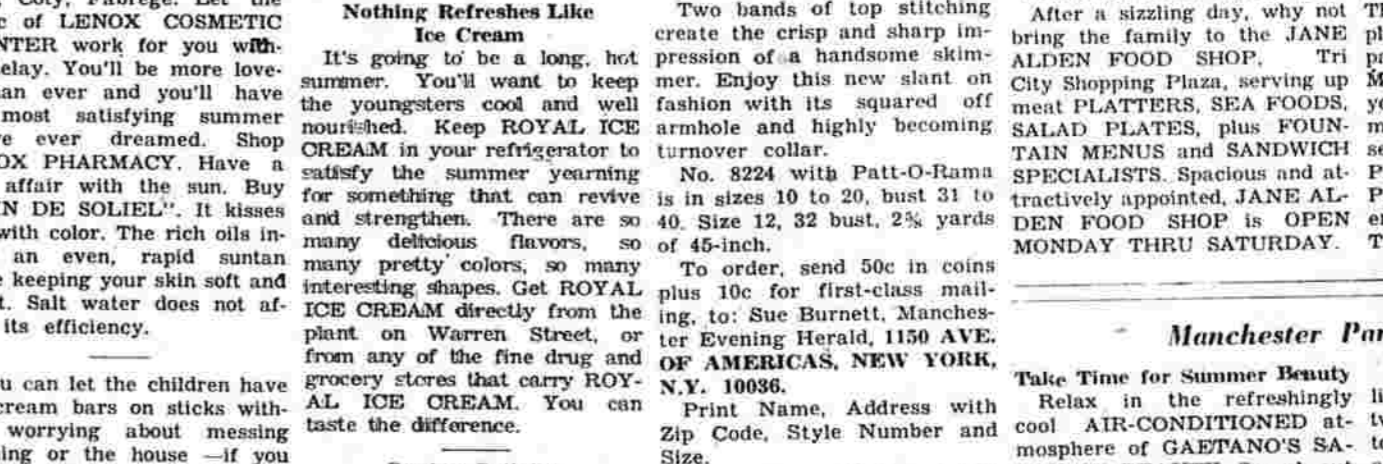 of LENOX COSMETIC
work for you with-
elay. You'll be more love-
an ever and you'll have
most satisfying summer
ever dreamed. Shop
OX PHARMACY. Have a
affair with the sun. Buy
N DE SOLIEL". It kisses
with color. The rich oils in-
an even, rapid suntan
keeping your skin soft and
t. Salt water does not af-
its efficiency.
u can let the children have
cream bars on sticks with-
worrying about messing
ing or the house —if you
Nothing Refreshes Like
Ice Cream
It's going to be a long, hot
summer. You'll want to keep
the youngsters cool and well
nourished. Keep ROYAL ICE
CREAM in your refrigerator to
satisfy the summer yearning
for something that can revive
and strengthen. There are so
many delicious flavors, so
many pretty colors, so many
interesting shapes. Get ROYAL
ICE CREAM directly from the
plant on Warren Street, or
from any of the fine drug and
grocery stores that carry ROY-
AL ICE CREAM. You can
taste the difference.
Two bands of top stitching
create the crisp and sharp im-
pression of a handsome skim-
mer. Enjoy this new slant on
fashion with its squared off
armhole and highly becoming
turnover collar.
No. 8224 with Patt-O-Rama
is in sizes 10 to 20, bust 31 to
40. Size 12, 32 bust, yards
of 45-inch.
To order, send 50c in coins
plus 10c for first-class mail-
ing, to: Sue Burnett, Manches-
ter Evening Herald, 1150 AVE.
OF AMERICAS, NEW YORK,
N.Y. 10036.
Print Name, Address with
Zip Code, Style Number and
Size.
After a sizzling day, why not
bring the family to the JANE
ALDEN FOOD SHOP, Tri
City Shopping Plaza, serving up
meat PLATTERS, SEA FOODS,
SALAD PLATES, plus FOUN-
TAIN MENUS and SANDWICH
SPECIALISTS. Spacious and at-
tractively appointed, JANE AL-
DEN FOOD SHOP is OPEN
MONDAY THRU SATURDAY.
Manchester
Take Time for Summer Beauty
Relax in the refreshingly
cool AIR-CONDITIONED at-
mosphere of GAETANO'S SA-